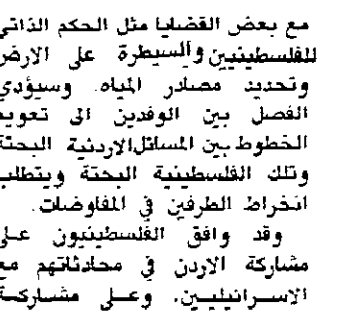 مع بعض القضايا مثل الحكم الذاتي
للفلسطينيين والسيطرة على الارض
وتحديد مصادر المياه. وسيؤدي
الفصل بين الوفدين الى تعويد
الخطوط بين المسائل الاردنية البحتة
وتلك الفلسطينية البحتة ويتطلب
انخراط الطرفين في المفاوضات.
وقد وافق الفلسطينيون على
مشاركة الاردن في محادثاتهم مع
الاسرائيليين. وعلى مشاركة